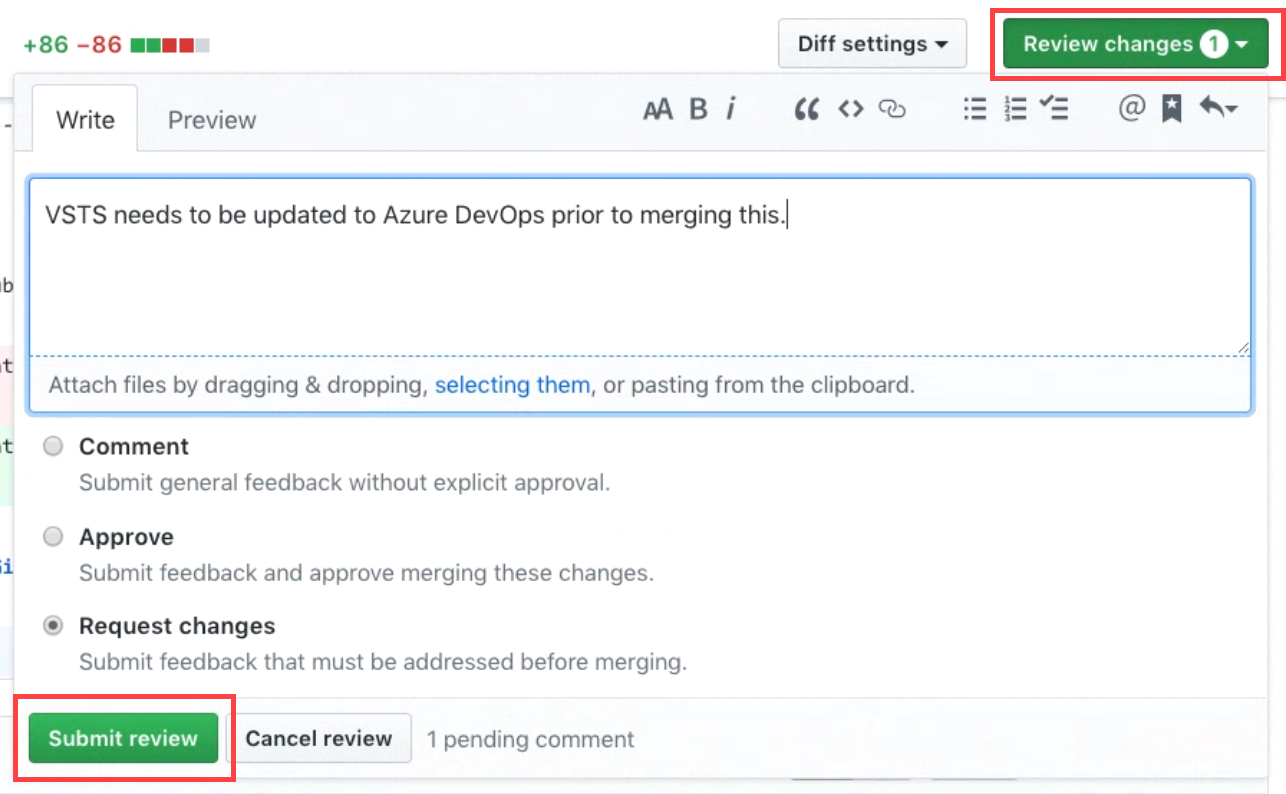 +86 −86
Diff settings
Review changes 1
Write
Preview
AA B i
VSTS needs to be updated to Azure DevOps prior to merging this.
Attach files by dragging & dropping, selecting them, or pasting from the clipboard.
Comment
Submit general feedback without explicit approval.
Approve
Submit feedback and approve merging these changes.
Request changes
Submit feedback that must be addressed before merging.
Submit review
Cancel review
1 pending comment